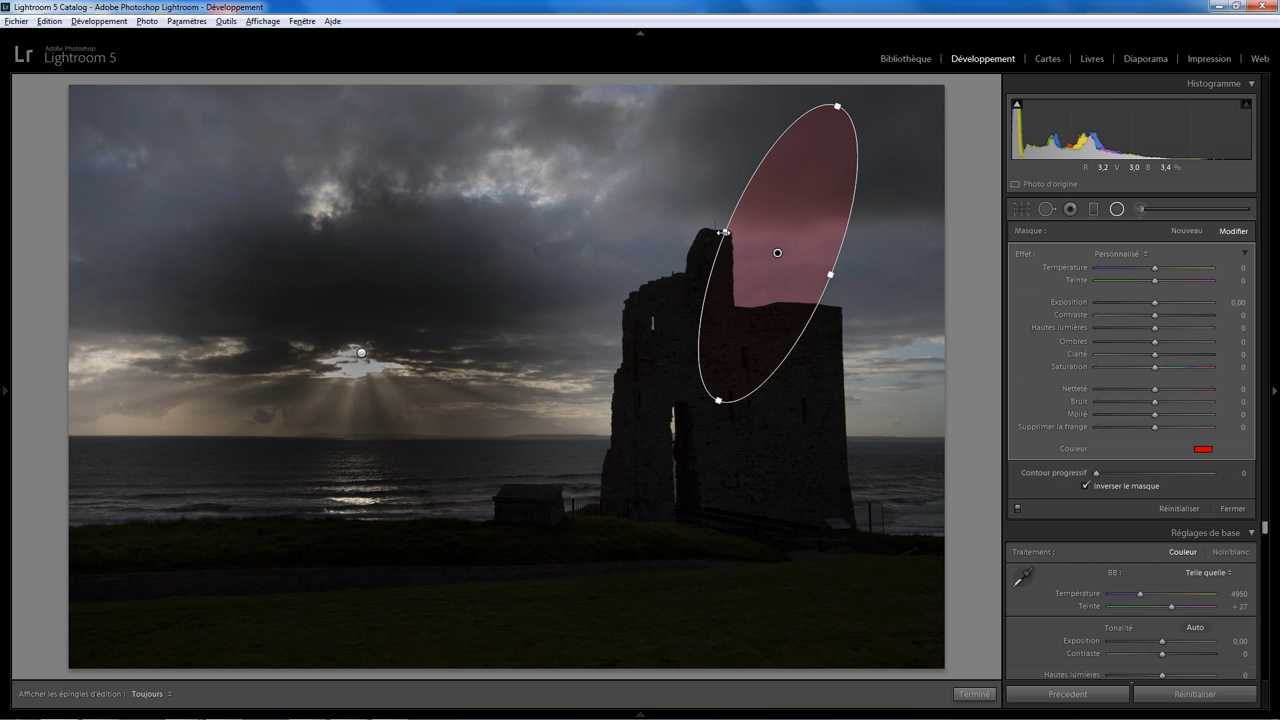 Lightroom 5 Catalog - Adobe Photoshop Lightroom - Développement
Fichier Edition Développement Photo Paramètres Outils Affichage Fenêtre Aide
Lr Adobe Photoshop
Lightroom 5
Bibliothèque | Développement | Cartes | Livres | Diaporama | Impression | Web
Histogramme
R 3,2 V 3,0 B 3,4 %
Photo d'origine
Masque : Nouveau Modifier
Effet : Personnalisé
Température 0
Teinte 0
Exposition 0,00
Contraste 0
Hautes lumières 0
Ombres 0
Clarté 0
Saturation 0
Netteté 0
Bruit 0
Moiré 0
Supprimer la frange 0
Couleur
Contour progressif 0
Inverser le masque
Réinitialiser Fermer
Réglages de base
Traitement : Couleur | Noir/blanc
BB : Telle quelle
Température 4950
Teinte + 27
Tonalité Auto
Exposition 0,00
Contraste 0
Hautes lumières 0
Afficher les épingles d'édition : Toujours Terminé
Précédent Réinitialiser